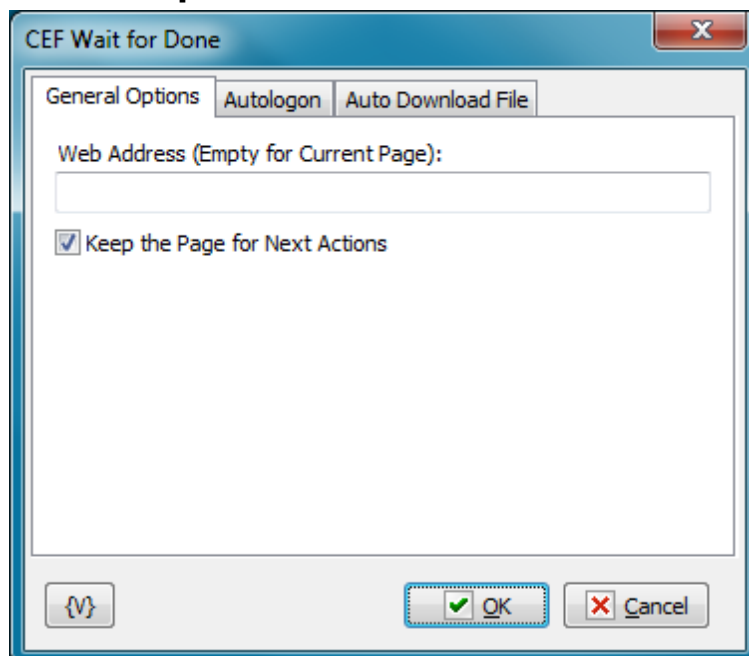 CEF Wait for Done
General Options Autologon Auto Download File
Web Address (Empty for Current Page):
Keep the Page for Next Actions
{V} OK Cancel